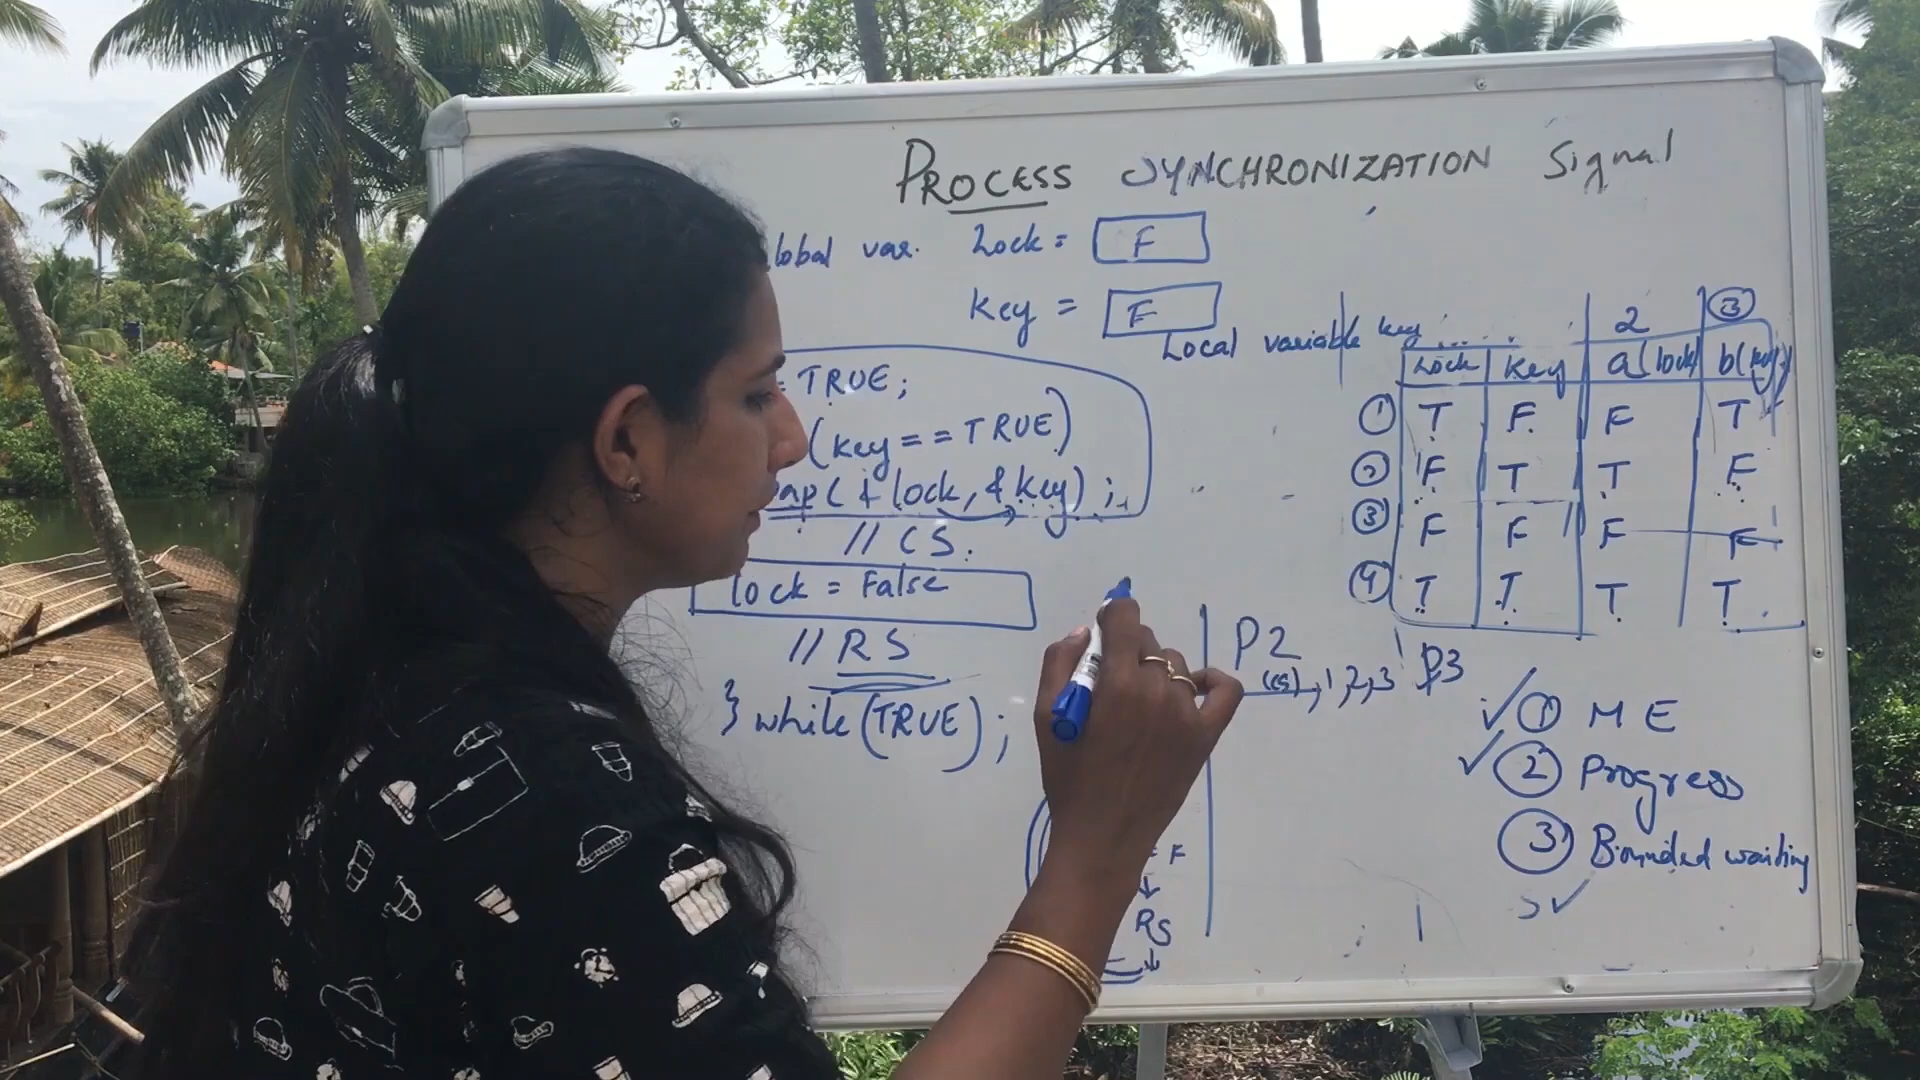 PROCESS SYNCHRONIZATION Signal
lobal var. Lock = F
Key = F
Local variable key
= TRUE;
(key == TRUE)
ap(& lock, & key);
// CS.
lock = False
// RS
} while (TRUE);
2 3
Lock Key a(lock) b(key)
1 T F F T
2 F T T F
3 F F F F
4 T T T T
P2 P3
(CS), 1, 2, 3
= F
RS
1 M E
2 Progress
3 Bounded waiting